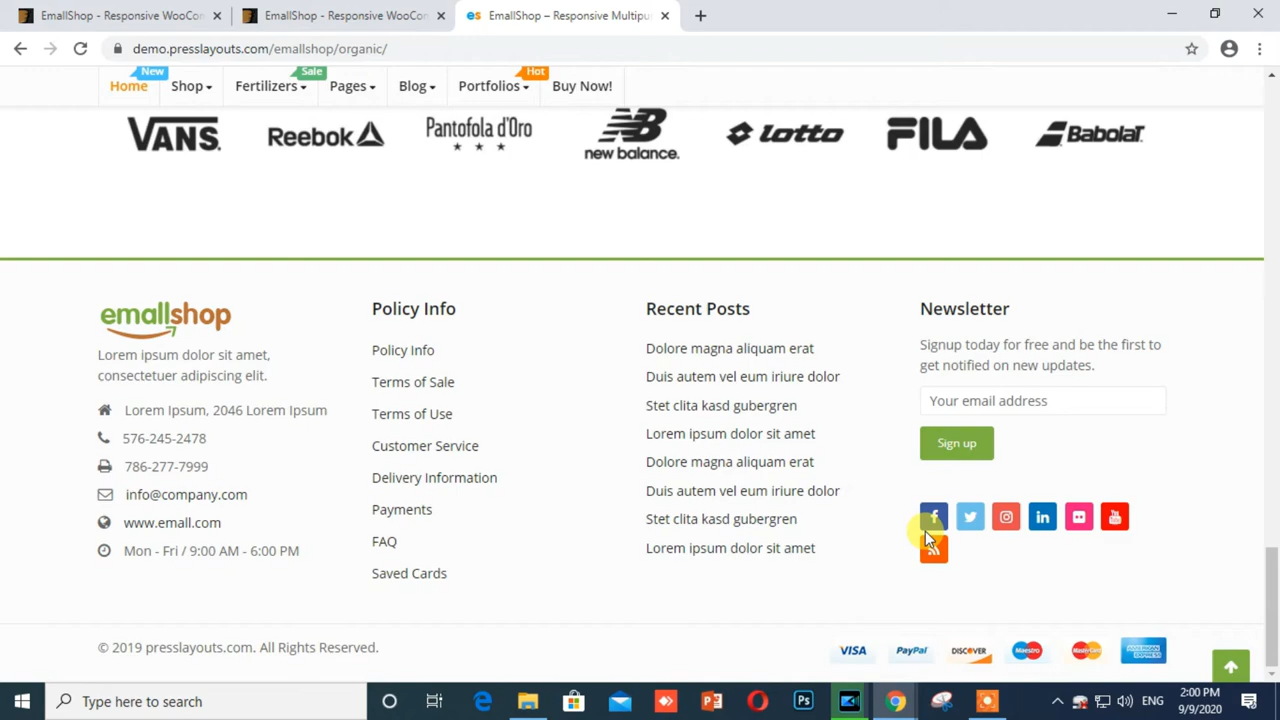 EmallShop - Responsive WooCom
EmallShop - Responsive WooCom
es EmallShop – Responsive Multipu
demo.presslayouts.com/emallshop/organic/
New
Sale
Hot
Home Shop Fertilizers Pages Blog Portfolios Buy Now!
VANS Reebok Pantofola d'Oro new balance. lotto FILA Babolat
emallshop
Lorem ipsum dolor sit amet,
consectetuer adipiscing elit.
Lorem Ipsum, 2046 Lorem Ipsum
576-245-2478
786-277-7999
info@company.com
www.emall.com
Mon - Fri / 9:00 AM - 6:00 PM
Policy Info
Policy Info
Terms of Sale
Terms of Use
Customer Service
Delivery Information
Payments
FAQ
Saved Cards
Recent Posts
Dolore magna aliquam erat
Duis autem vel eum iriure dolor
Stet clita kasd gubergren
Lorem ipsum dolor sit amet
Dolore magna aliquam erat
Duis autem vel eum iriure dolor
Stet clita kasd gubergren
Lorem ipsum dolor sit amet
Newsletter
Signup today for free and be the first to
get notified on new updates.
Your email address
Sign up
© 2019 presslayouts.com. All Rights Reserved.
VISA PayPal DISCOVER Maestro MasterCard AMERICAN EXPRESS
Type here to search
ENG
2:00 PM
9/9/2020